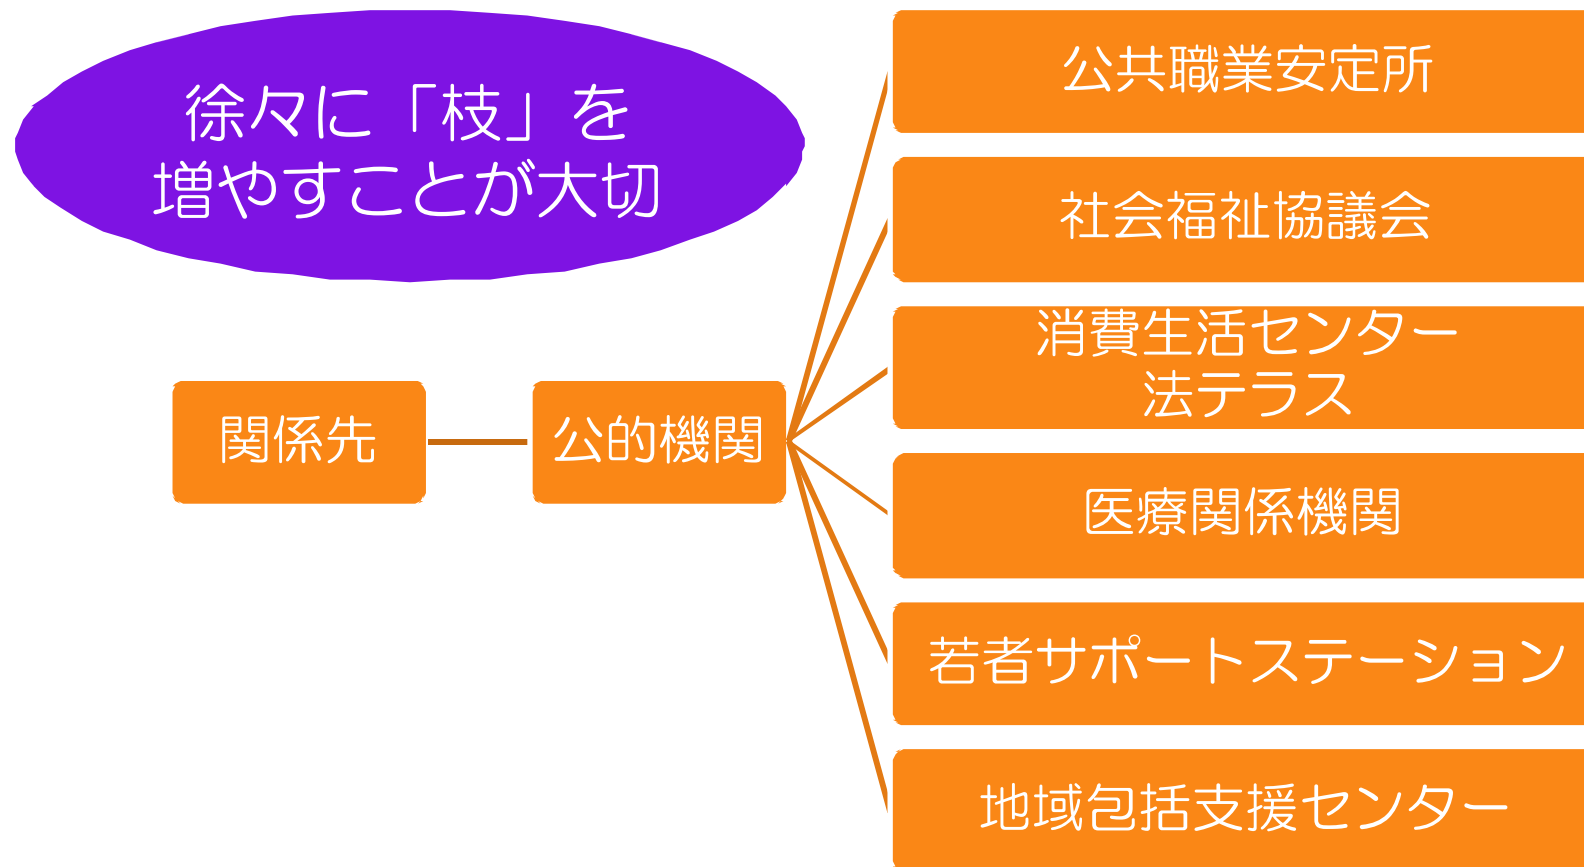 徐々に「枝」を
増やすことが大切
関係先
公的機関
公共職業安定所
社会福祉協議会
消費生活センター
法テラス
医療関係機関
若者サポートステーション
地域包括支援センター